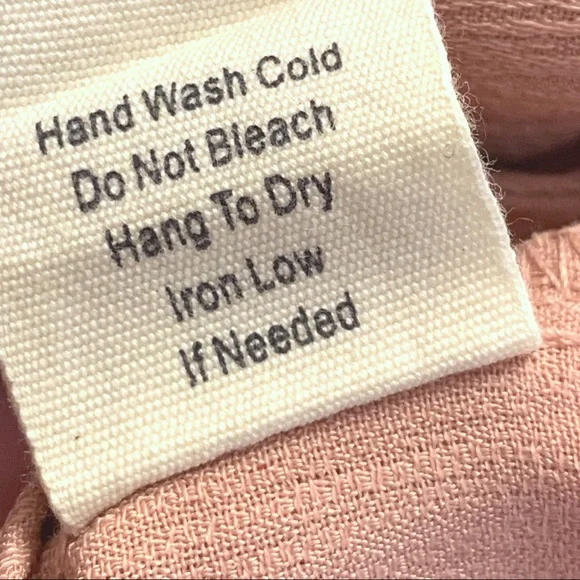 Hand Wash Cold
Do Not Bleach
Hang To Dry
Iron Low
If Needed